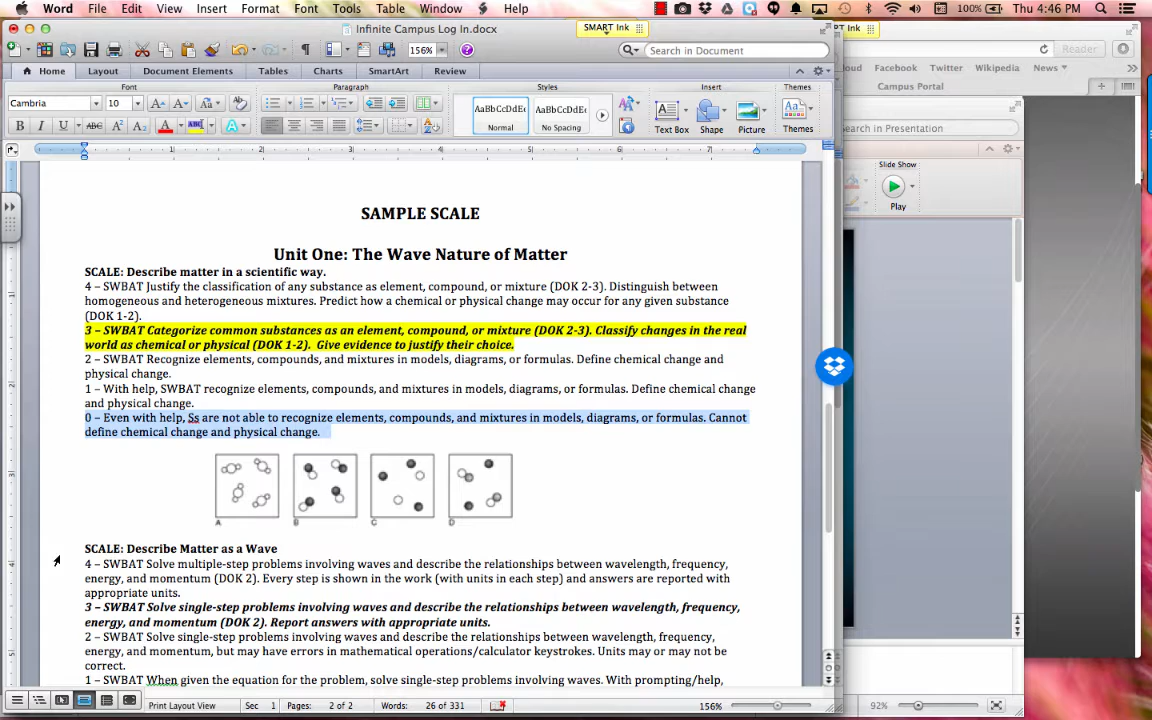 Word File Edit View Insert Format Font Tools Table Window Help 100% Thu 4:46 PM
Infinite Campus Log In.docx
SMART Ink
Ink
156%
Search in Document
Reader
Home Layout Document Elements Tables Charts SmartArt Review
loud Facebook Twitter Wikipedia News
Campus Portal
Font Paragraph Styles Insert Themes
Cambria 10
AaBbCcDdEe
Normal
AaBbCcDdEe
No Spacing
Text Box Shape Picture Themes
earch in Presentation
Slide Show
Play
SAMPLE SCALE
Unit One: The Wave Nature of Matter
SCALE: Describe matter in a scientific way.
4 – SWBAT Justify the classification of any substance as element, compound, or mixture (DOK 2-3). Distinguish between
homogeneous and heterogeneous mixtures. Predict how a chemical or physical change may occur for any given substance
(DOK 1-2).
3 – SWBAT Categorize common substances as an element, compound, or mixture (DOK 2-3). Classify changes in the real
world as chemical or physical (DOK 1-2).  Give evidence to justify their choice.
2 – SWBAT Recognize elements, compounds, and mixtures in models, diagrams, or formulas. Define chemical change and
physical change.
1 – With help, SWBAT recognize elements, compounds, and mixtures in models, diagrams, or formulas. Define chemical change
and physical change.
0 – Even with help, Ss are not able to recognize elements, compounds, and mixtures in models, diagrams, or formulas. Cannot
define chemical change and physical change.
A B C D
SCALE: Describe Matter as a Wave
4 – SWBAT Solve multiple-step problems involving waves and describe the relationships between wavelength, frequency,
energy, and momentum (DOK 2). Every step is shown in the work (with units in each step) and answers are reported with
appropriate units.
3 – SWBAT Solve single-step problems involving waves and describe the relationships between wavelength, frequency,
energy, and momentum (DOK 2). Report answers with appropriate units.
2 – SWBAT Solve single-step problems involving waves and describe the relationships between wavelength, frequency,
energy, and momentum, but may have errors in mathematical operations/calculator keystrokes. Units may or may not be
correct.
1 – SWBAT When given the equation for the problem, solve single-step problems involving waves. With prompting/help,
Print Layout View Sec 1 Pages: 2 of 2 Words: 26 of 331 156%
92%